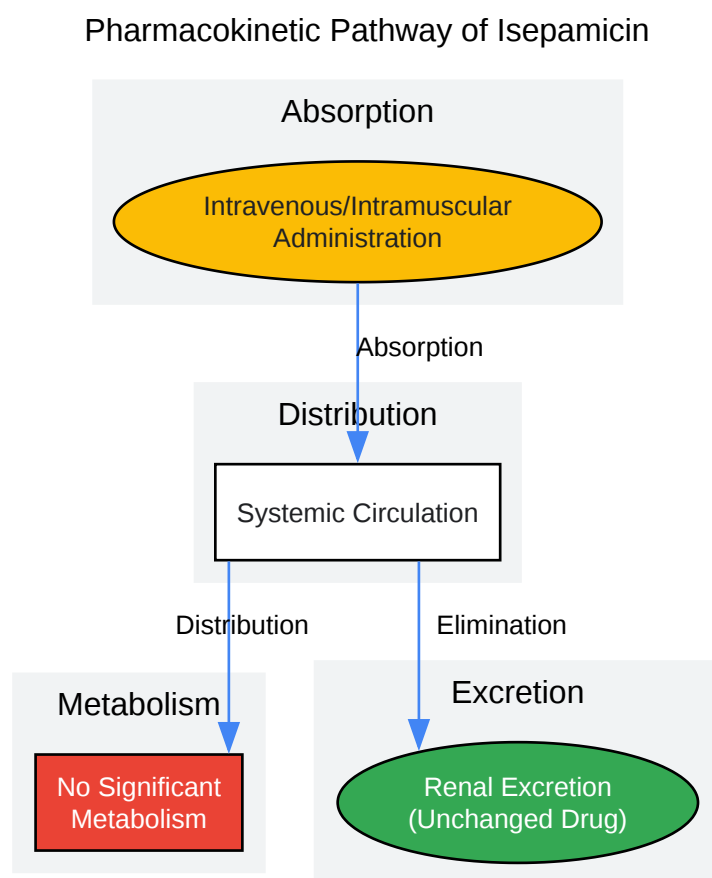 Pharmacokinetic Pathway of Isepamicin
Absorption
Intravenous/Intramuscular
Administration
Absorption
Distribution
Systemic Circulation
Distribution
Elimination
Metabolism
No Significant
Metabolism
Excretion
Renal Excretion
(Unchanged Drug)